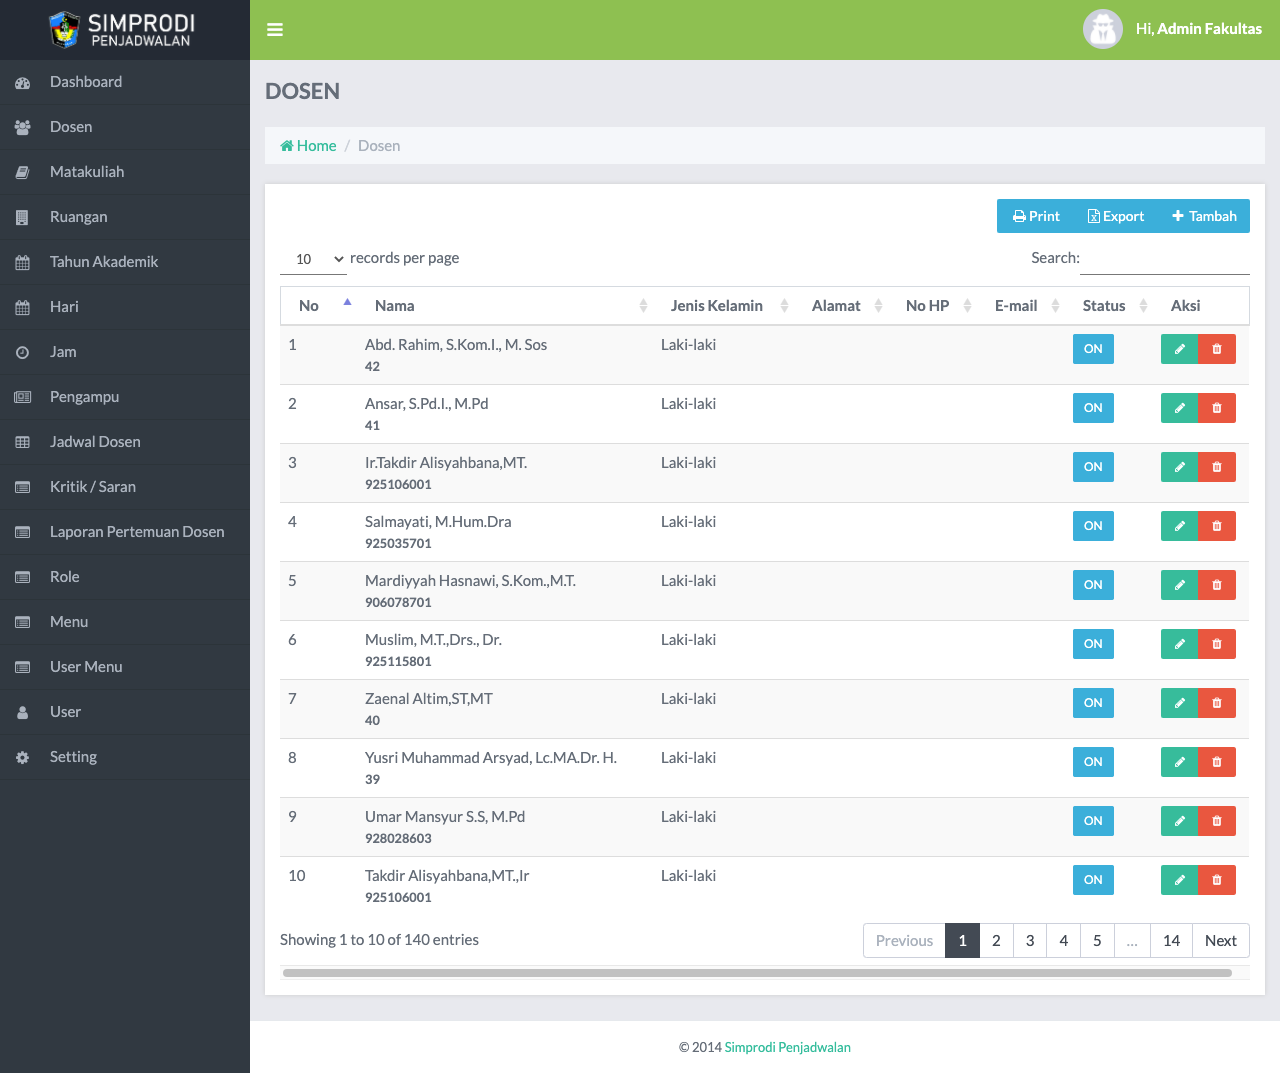 SIMPRODI
PENJADWALAN
Hi, Admin Fakultas
Dashboard
Dosen
Matakuliah
Ruangan
Tahun Akademik
Hari
Jam
Pengampu
Jadwal Dosen
Kritik / Saran
Laporan Pertemuan Dosen
Role
Menu
User Menu
User
Setting
DOSEN
Home / Dosen
Print Export Tambah
10 records per page Search:
No Nama Jenis Kelamin Alamat No HP E-mail Status Aksi
1 Abd. Rahim, S.Kom.I., M. Sos Laki-laki ON
42
2 Ansar, S.Pd.I., M.Pd Laki-laki ON
41
3 Ir.Takdir Alisyahbana,MT. Laki-laki ON
925106001
4 Salmayati, M.Hum.Dra Laki-laki ON
925035701
5 Mardiyyah Hasnawi, S.Kom.,M.T. Laki-laki ON
906078701
6 Muslim, M.T.,Drs., Dr. Laki-laki ON
925115801
7 Zaenal Altim,ST,MT Laki-laki ON
40
8 Yusri Muhammad Arsyad, Lc.MA.Dr. H. Laki-laki ON
39
9 Umar Mansyur S.S, M.Pd Laki-laki ON
928028603
10 Takdir Alisyahbana,MT.,Ir Laki-laki ON
925106001
Showing 1 to 10 of 140 entries Previous 1 2 3 4 5 ... 14 Next
© 2014 Simprodi Penjadwalan